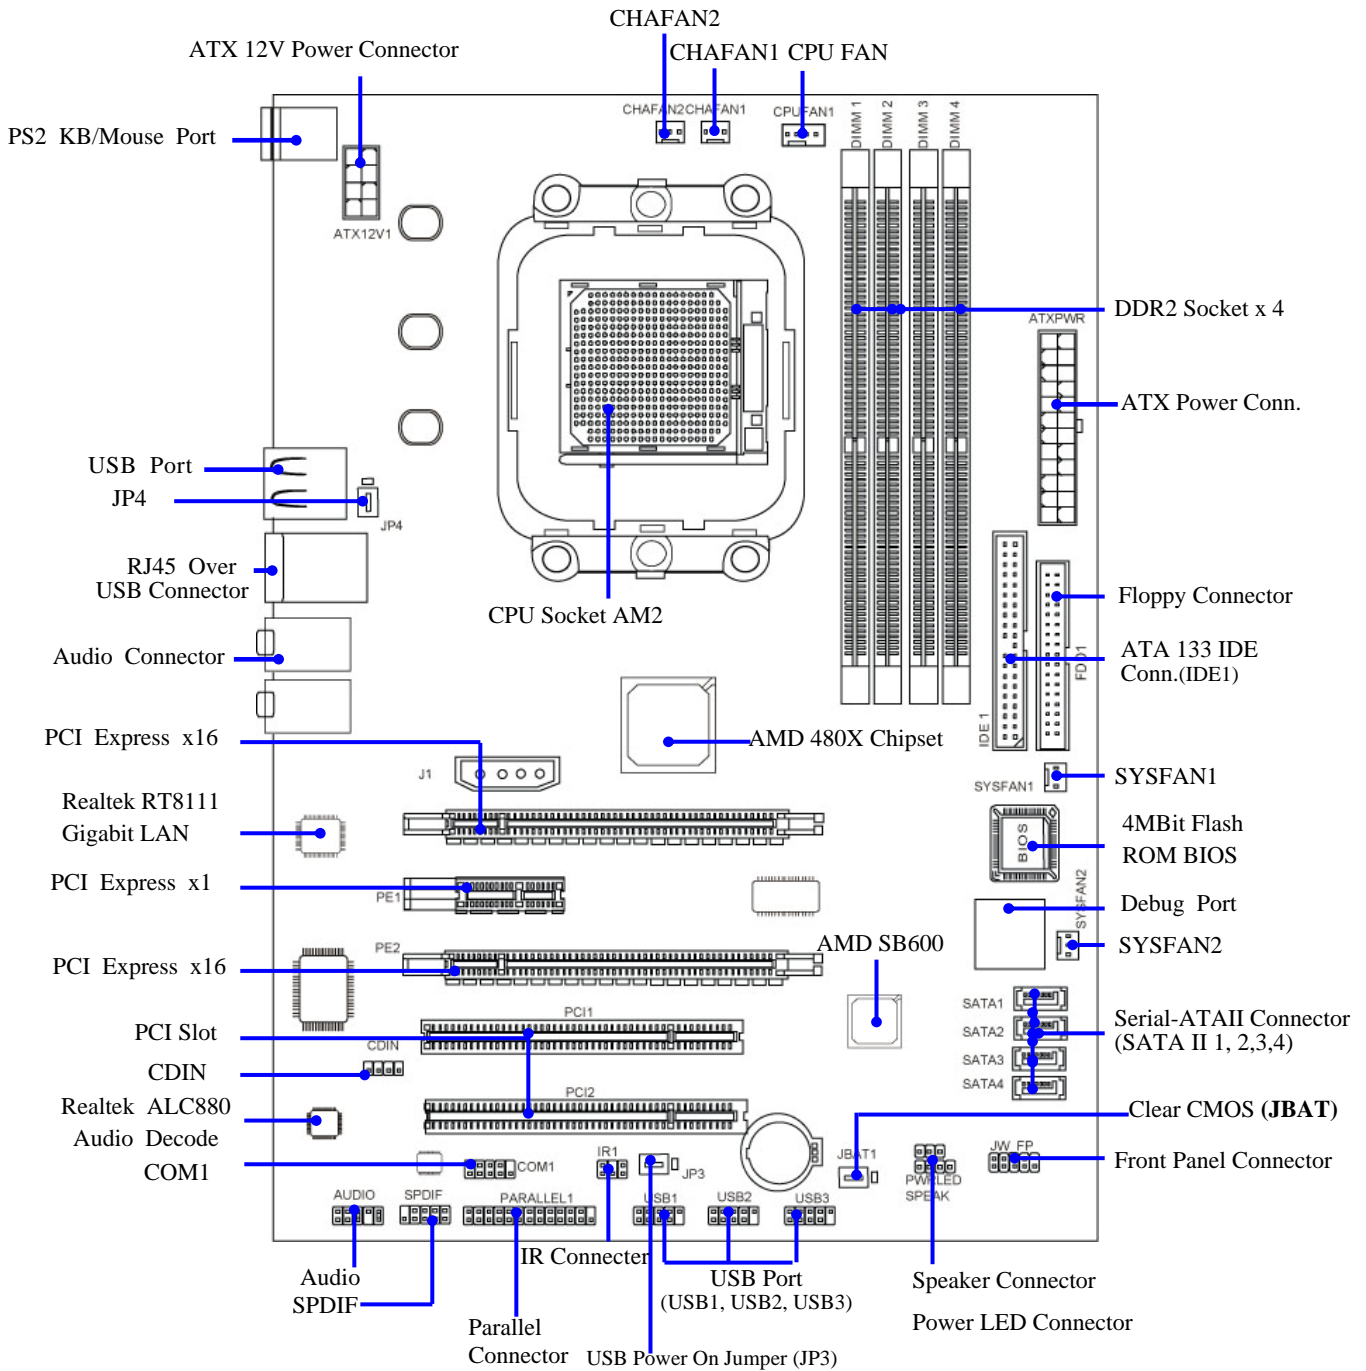 CHAFAN2
ATX 12V Power Connector
CHAFAN1 CPU FAN
PS2 KB/Mouse Port
CHAFAN2CHAFAN1
CPUFAN1
DIMM 1
DIMM 2
DIMM 3
DIMM 4
ATX12V1
DDR2 Socket x 4
ATXPWR
ATX Power Conn.
USB Port
JP4
JP4
RJ45 Over
USB Connector
CPU Socket AM2
Floppy Connector
Audio Connector
ATA 133 IDE
Conn.(IDE1)
FDD1
IDE 1
PCI Express x16
AMD 480X Chipset
J1
SYSFAN1
SYSFAN1
Realtek RT8111
Gigabit LAN
4MBit Flash
ROM BIOS
BIOS
PCI Express x1
PE1
SYSFAN2
Debug Port
AMD SB600
SYSFAN2
PE2
PCI Express x16
SATA1
PCI1
PCI Slot
SATA2
Serial-ATAII Connector
(SATA II 1, 2,3,4)
CDIN
CDIN
SATA3
SATA4
PCI2
Realtek ALC880
Audio Decode
Clear CMOS (JBAT)
COM1
COM1
IR1
JP3
JBAT1
PWRLED
SPEAK
JW_FP
Front Panel Connector
AUDIO
SPDIF
PARALLEL1
USB1
USB2
USB3
IR Connecter
Audio
SPDIF
USB Port
(USB1, USB2, USB3)
Speaker Connector
Power LED Connector
Parallel
Connector
USB Power On Jumper (JP3)